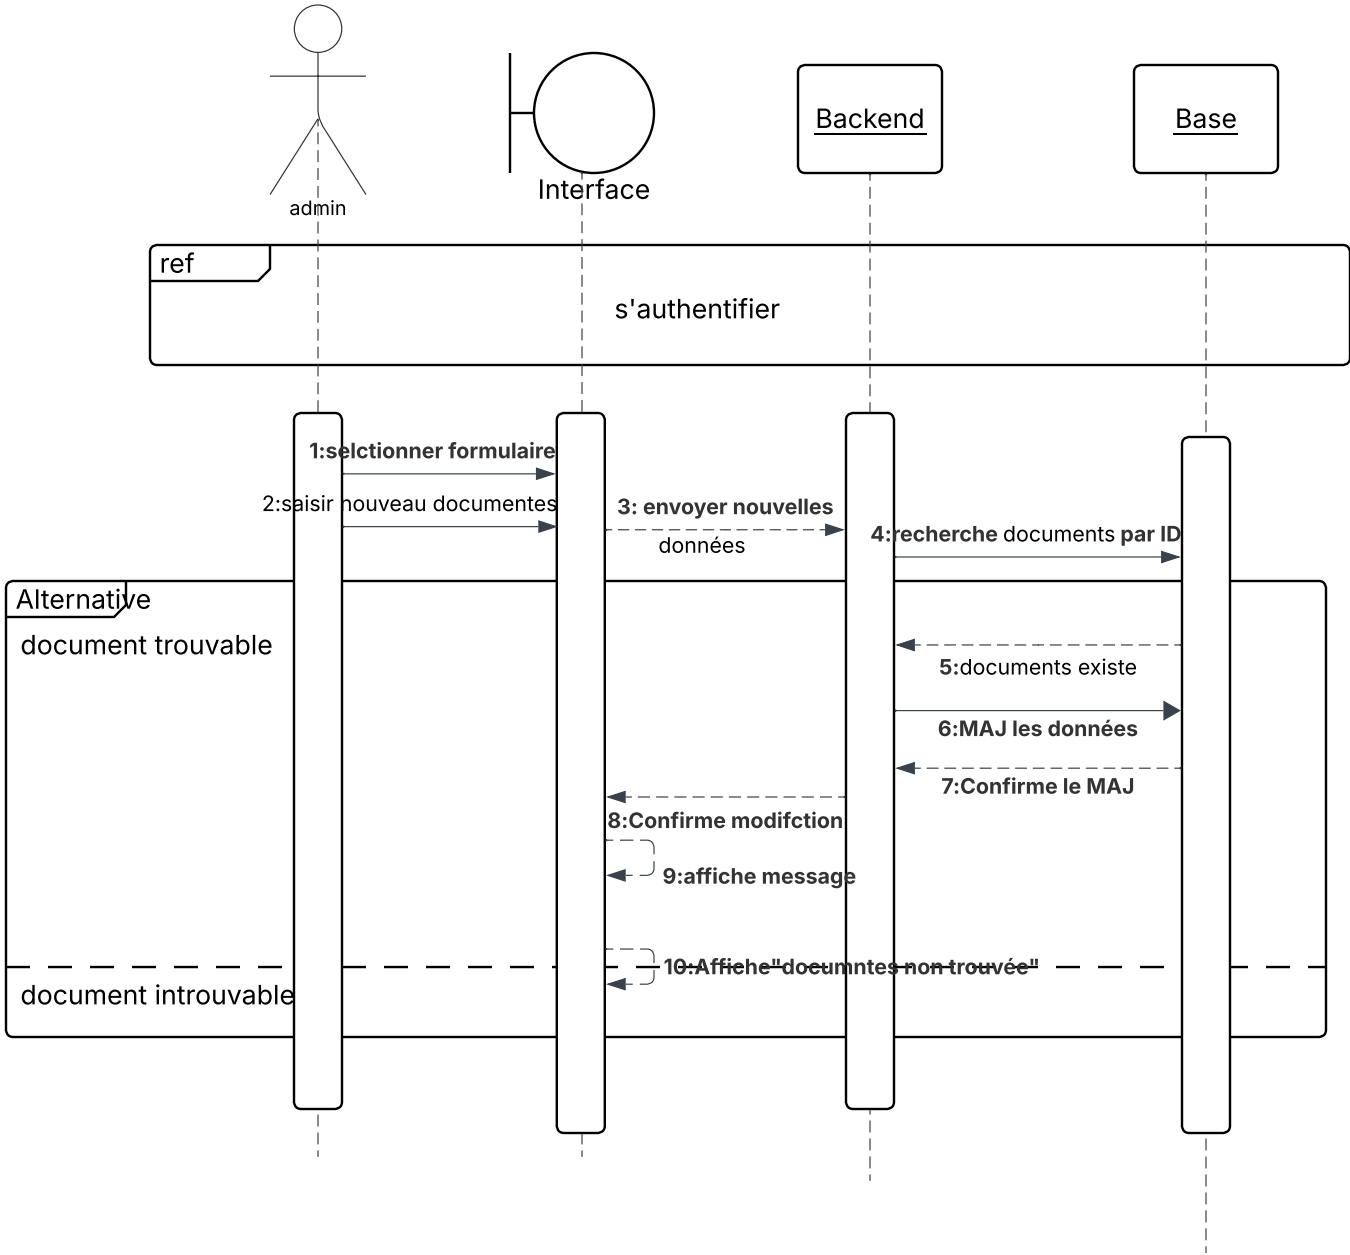 Backend
Base
Interface
admin
ref
s'authentifier
1:selctionner formulaire
2:saisir nouveau documentes
3: envoyer nouvelles
données
4:recherche documents par ID
Alternative
document trouvable
5:documents existe
6:MAJ les données
7:Confirme le MAJ
8:Confirme modifction
9:affiche message
10:Affiche"documntes non trouvée"
document introuvable